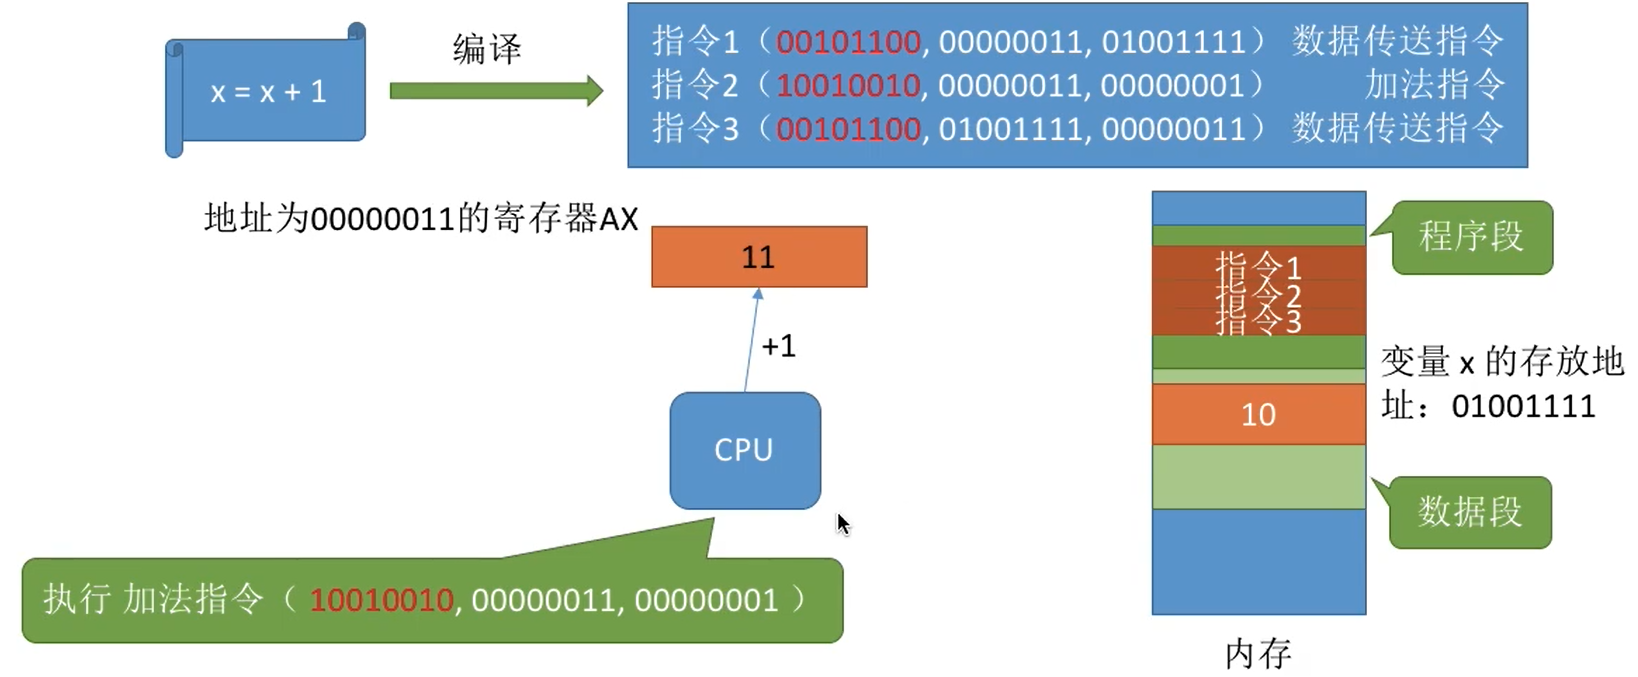 x = x + 1
编译
指令1（00101100, 00000011, 01001111） 数据传送指令
指令2（10010010, 00000011, 00000001） 加法指令
指令3（00101100, 01001111, 00000011） 数据传送指令
地址为00000011的寄存器AX
11
+1
CPU
执行 加法指令（ 10010010, 00000011, 00000001 ）
程序段
指令1
指令2
指令3
变量 x 的存放地
址：01001111
10
数据段
内存